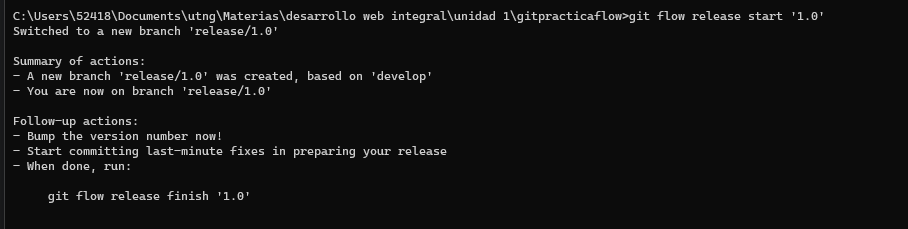 C:\Users\52418\Documents\utng\Materias\desarrollo web integral\unidad 1\gitpracticaflow>git flow release start '1.0'
Switched to a new branch 'release/1.0'
Summary of actions:
- A new branch 'release/1.0' was created, based on 'develop'
- You are now on branch 'release/1.0'
Follow-up actions:
- Bump the version number now!
- Start committing last-minute fixes in preparing your release
- When done, run:
git flow release finish '1.0'